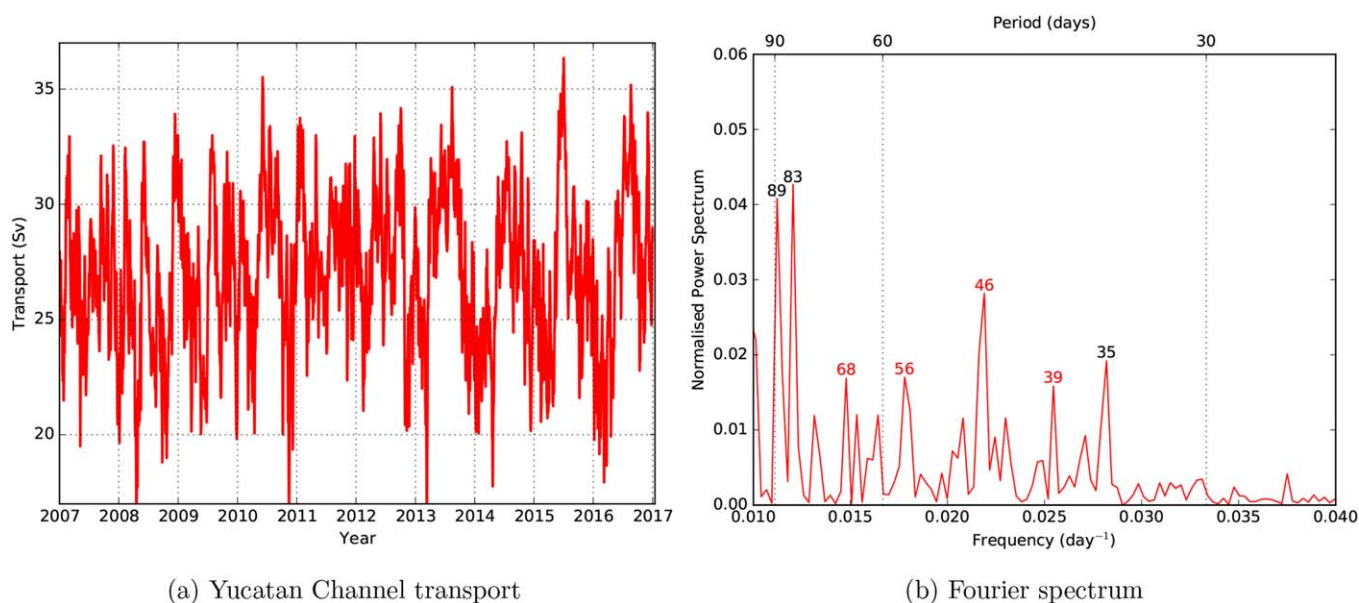 35
30
25
20
Transport (Sv)
2007 2008 2009 2010 2011 2012 2013 2014 2015 2016 2017
Year
(a) Yucatan Channel transport
Period (days)
90 60 30
0.06
0.05
0.04
0.03
0.02
0.01
0.00
Normalised Power Spectrum
89
83
68
56
46
39
35
0.010 0.015 0.020 0.025 0.030 0.035 0.040
Frequency (day⁻¹)
(b) Fourier spectrum